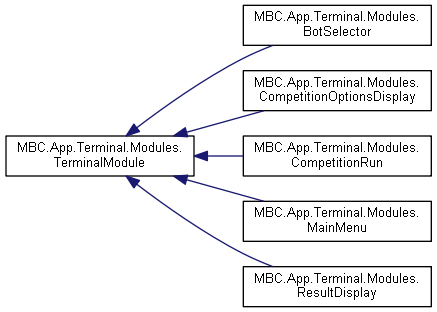 MBC.App.Terminal.Modules.
BotSelector
MBC.App.Terminal.Modules.
CompetitionOptionsDisplay
MBC.App.Terminal.Modules.
TerminalModule
MBC.App.Terminal.Modules.
CompetitionRun
MBC.App.Terminal.Modules.
MainMenu
MBC.App.Terminal.Modules.
ResultDisplay